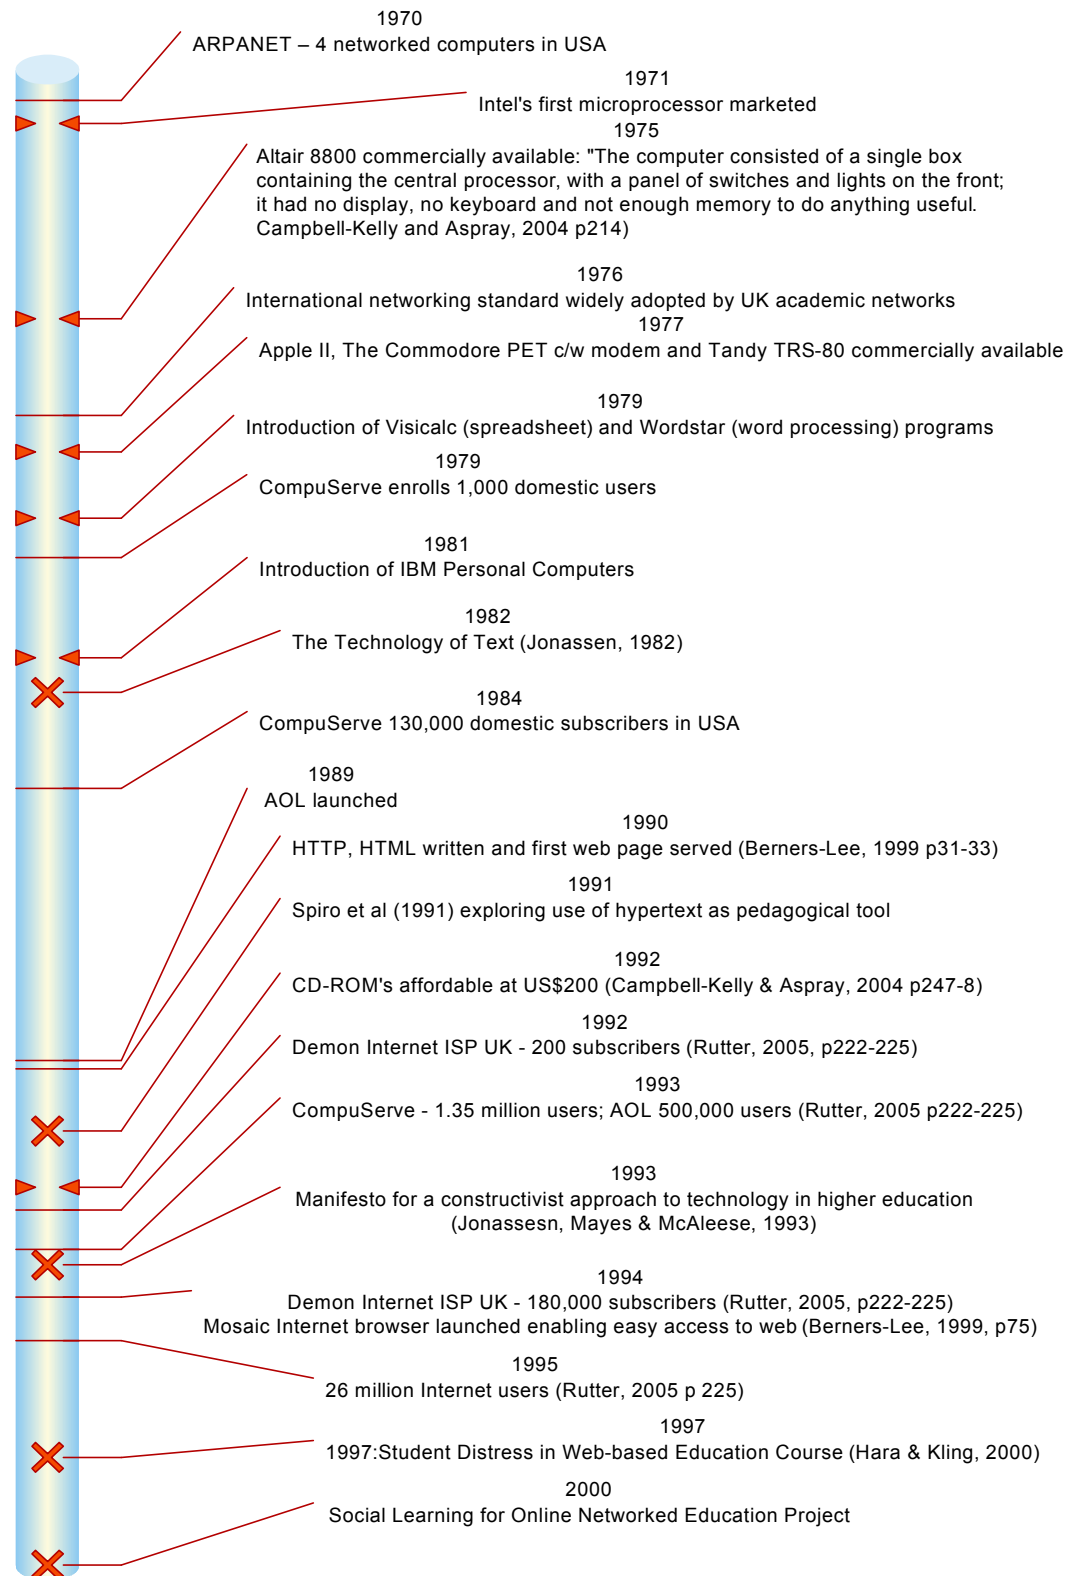 1970
ARPANET – 4 networked computers in USA
1971
Intel's first microprocessor marketed
1975
Altair 8800 commercially available: "The computer consisted of a single box
containing the central processor, with a panel of switches and lights on the front;
it had no display, no keyboard and not enough memory to do anything useful.
Campbell-Kelly and Aspray, 2004 p214)
1976
International networking standard widely adopted by UK academic networks
1977
Apple II, The Commodore PET c/w modem and Tandy TRS-80 commercially available
1979
Introduction of Visicalc (spreadsheet) and Wordstar (word processing) programs
1979
CompuServe enrolls 1,000 domestic users
1981
Introduction of IBM Personal Computers
1982
The Technology of Text (Jonassen, 1982)
1984
CompuServe 130,000 domestic subscribers in USA
1989
AOL launched
1990
HTTP, HTML written and first web page served (Berners-Lee, 1999 p31-33)
1991
Spiro et al (1991) exploring use of hypertext as pedagogical tool
1992
CD-ROM's affordable at US$200 (Campbell-Kelly & Aspray, 2004 p247-8)
1992
Demon Internet ISP UK - 200 subscribers (Rutter, 2005, p222-225)
1993
CompuServe - 1.35 million users; AOL 500,000 users (Rutter, 2005 p222-225)
1993
Manifesto for a constructivist approach to technology in higher education
(Jonassesn, Mayes & McAleese, 1993)
1994
Demon Internet ISP UK - 180,000 subscribers (Rutter, 2005, p222-225)
Mosaic Internet browser launched enabling easy access to web (Berners-Lee, 1999, p75)
1995
26 million Internet users (Rutter, 2005 p 225)
1997
1997:Student Distress in Web-based Education Course (Hara & Kling, 2000)
2000
Social Learning for Online Networked Education Project